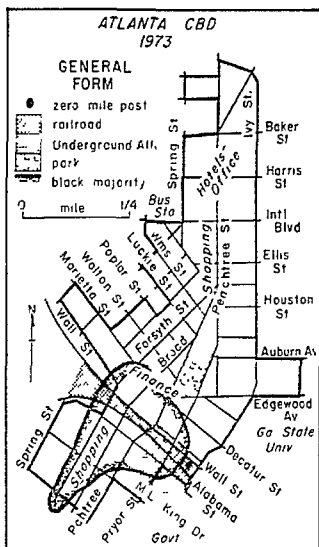 ATLANTA CBD
1973
GENERAL
FORM
zero mile post
railroad
Underground Atl.
park
black majority
0 mile 1/4
N
Spring St
Ivy St.
Baker
St
Hotels-
Office
Harris
St
Bus
Sta
Intl
Blvd
Shopping
Peachtree St
Wms St
Luckie St
Poplar St
Walton St
Marietta St
Wall St
Ellis
St
Houston
St
Forsyth St
Broad
Auburn Av
Finance
Edgewood
Av
Ga State
Univ
Spring St
Shopping
Decatur St
Wall St
Alabama
St
Pchtree
Pryor St
M L King Dr
Govt